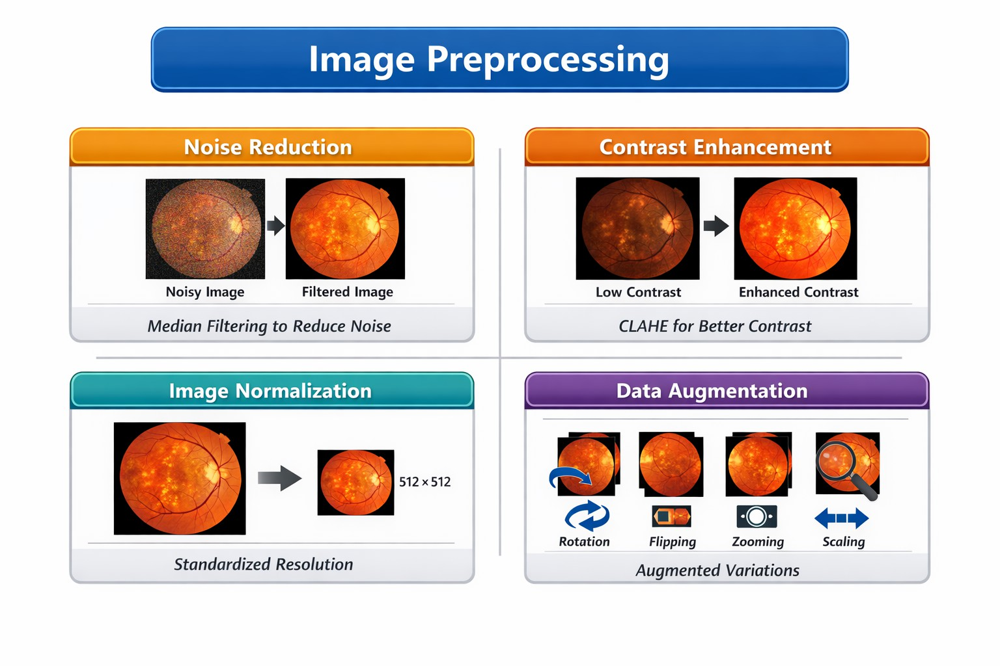 Image Preprocessing
Noise Reduction
Noisy Image
Filtered Image
Median Filtering to Reduce Noise
Contrast Enhancement
Low Contrast
Enhanced Contrast
CLAHE for Better Contrast
Image Normalization
512 × 512
Standardized Resolution
Data Augmentation
Rotation
Flipping
Zooming
Scaling
Augmented Variations